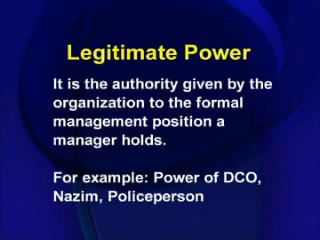 Legitimate Power
It is the authority given by the
organization to the formal
management position a
manager holds.
For example: Power of DCO,
Nazim, Policeperson